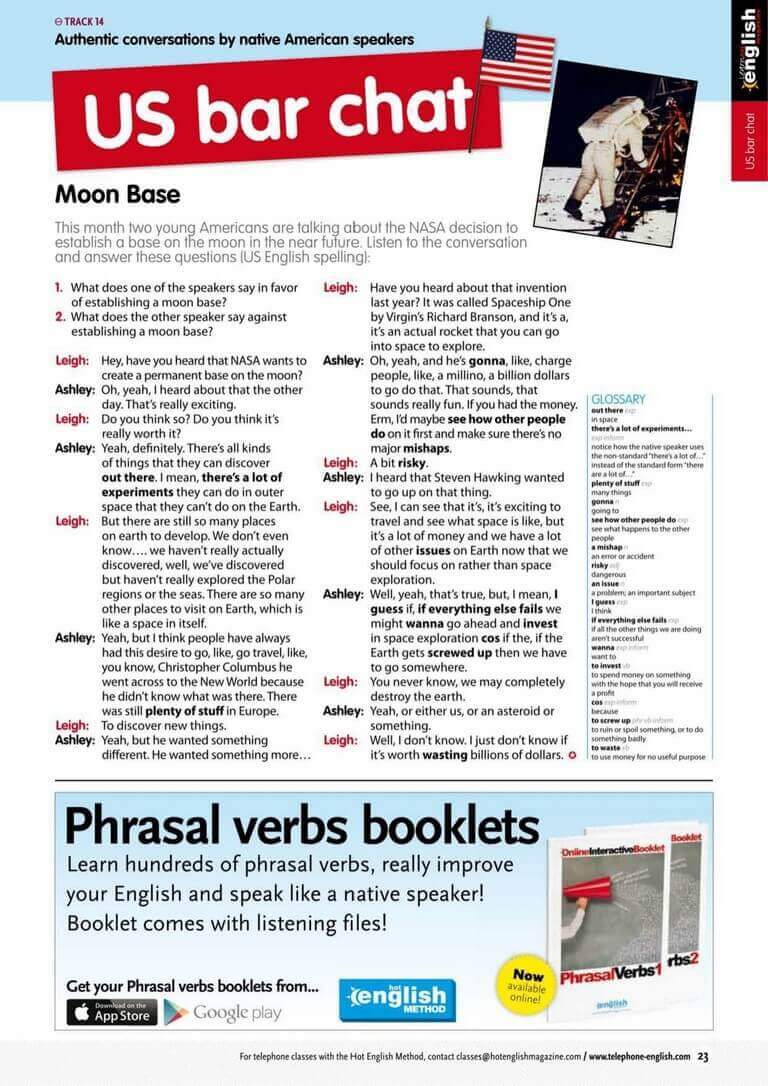 TRACK 14
Authentic conversations by native American speakers
US bar chat
Learn hot
english
magazine
US bar chat
Moon Base
This month two young Americans are talking about the NASA decision to
establish a base on the moon in the near future. Listen to the conversation
and answer these questions (US English spelling):
1. What does one of the speakers say in favor
of establishing a moon base?
2. What does the other speaker say against
establishing a moon base?
Leigh: Hey, have you heard that NASA wants to
create a permanent base on the moon?
Ashley: Oh, yeah, I heard about that the other
day. That's really exciting.
Leigh: Do you think so? Do you think it's
really worth it?
Ashley: Yeah, definitely. There's all kinds
of things that they can discover
out there. I mean, there's a lot of
experiments they can do in outer
space that they can't do on the Earth.
Leigh: But there are still so many places
on earth to develop. We don't even
know.... we haven't really actually
discovered, well, we've discovered
but haven't really explored the Polar
regions or the seas. There are so many
other places to visit on Earth, which is
like a space in itself.
Ashley: Yeah, but I think people have always
had this desire to go, like, go travel, like,
you know, Christopher Columbus he
went across to the New World because
he didn't know what was there. There
was still plenty of stuff in Europe.
Leigh: To discover new things.
Ashley: Yeah, but he wanted something
different. He wanted something more…
Leigh: Have you heard about that invention
last year? It was called Spaceship One
by Virgin's Richard Branson, and it's a,
it's an actual rocket that you can go
into space to explore.
Ashley: Oh, yeah, and he's gonna, like, charge
people, like, a millino, a billion dollars
to go do that. That sounds, that
sounds really fun. If you had the money.
Erm, I'd maybe see how other people
do on it first and make sure there's no
major mishaps.
Leigh: A bit risky.
Ashley: I heard that Steven Hawking wanted
to go up on that thing.
Leigh: See, I can see that it's, it's exciting to
travel and see what space is like, but
it's a lot of money and we have a lot
of other issues on Earth now that we
should focus on rather than space
exploration.
Ashley: Well, yeah, that's true, but, I mean, I
guess if, if everything else fails we
might wanna go ahead and invest
in space exploration cos if the, if the
Earth gets screwed up then we have
to go somewhere.
Leigh: You never know, we may completely
destroy the earth.
Ashley: Yeah, or either us, or an asteroid or
something.
Leigh: Well, I don't know. I just don't know if
it's worth wasting billions of dollars.
GLOSSARY
out there exp
in space
there's a lot of experiments…
exp inform
notice how the native speaker uses
the non-standard "there's a lot of…"
instead of the standard form "there
are a lot of…"
plenty of stuff exp
many things
gonna n
going to
see how other people do exp
see what happens to the other
people
a mishap n
an error or accident
risky adj
dangerous
an issue n
a problem; an important subject
I guess exp
I think
if everything else fails exp
if all the other things we are doing
aren't successful
wanna exp inform
want to
to invest vb
to spend money on something
with the hope that you will receive
a profit
cos exp inform
because
to screw up phr vb inform
to ruin or spoil something, or to do
something badly
to waste vb
to use money for no useful purpose
Phrasal verbs booklets
Learn hundreds of phrasal verbs, really improve
your English and speak like a native speaker!
Booklet comes with listening files!
Get your Phrasal verbs booklets from...
Download on the
App Store
Google play
hot
english
METHOD
Now
available
online!
OnlineInteractiveBooklet
PhrasalVerbs1
english
Booklet
rbs2
For telephone classes with the Hot English Method, contact classes@hotenglishmagazine.com / www.telephone-english.com 23